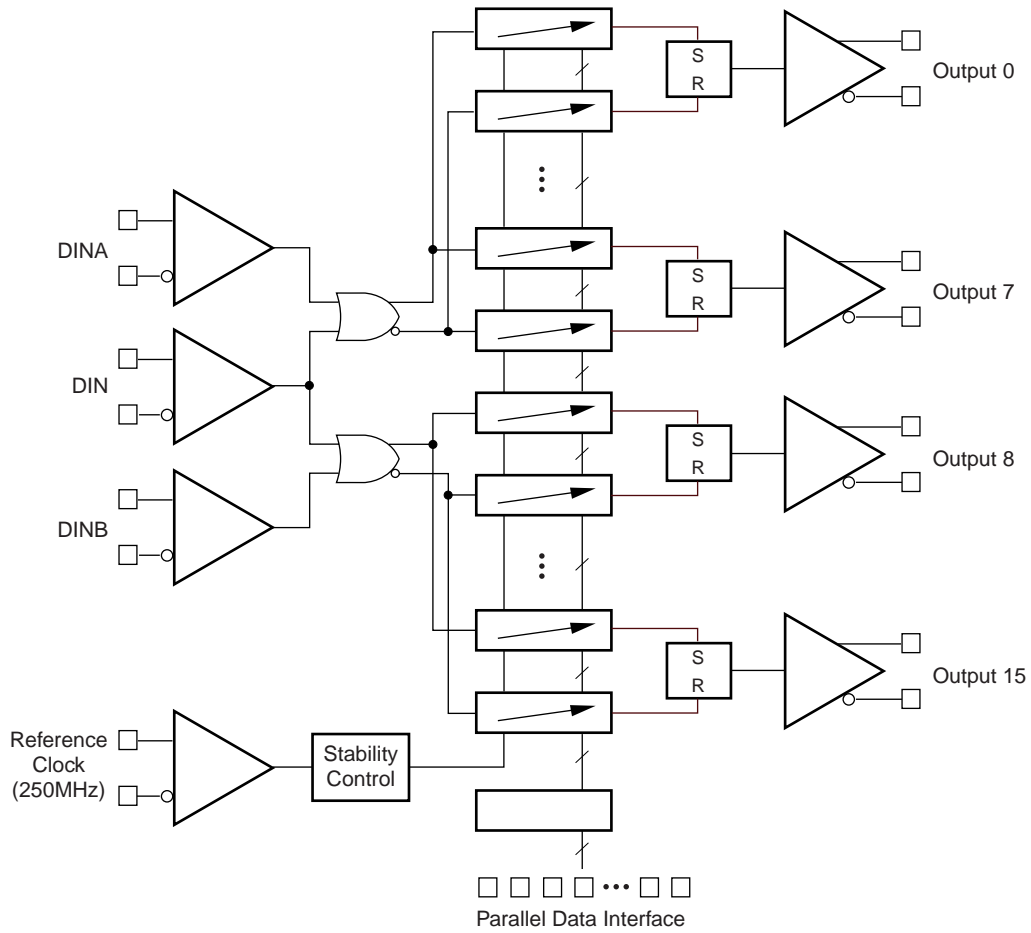 S
R
Output 0
DINA
S
R
Output 7
DIN
S
R
Output 8
DINB
S
R
Output 15
Reference
Clock
(250MHz)
Stability
Control
Parallel Data Interface